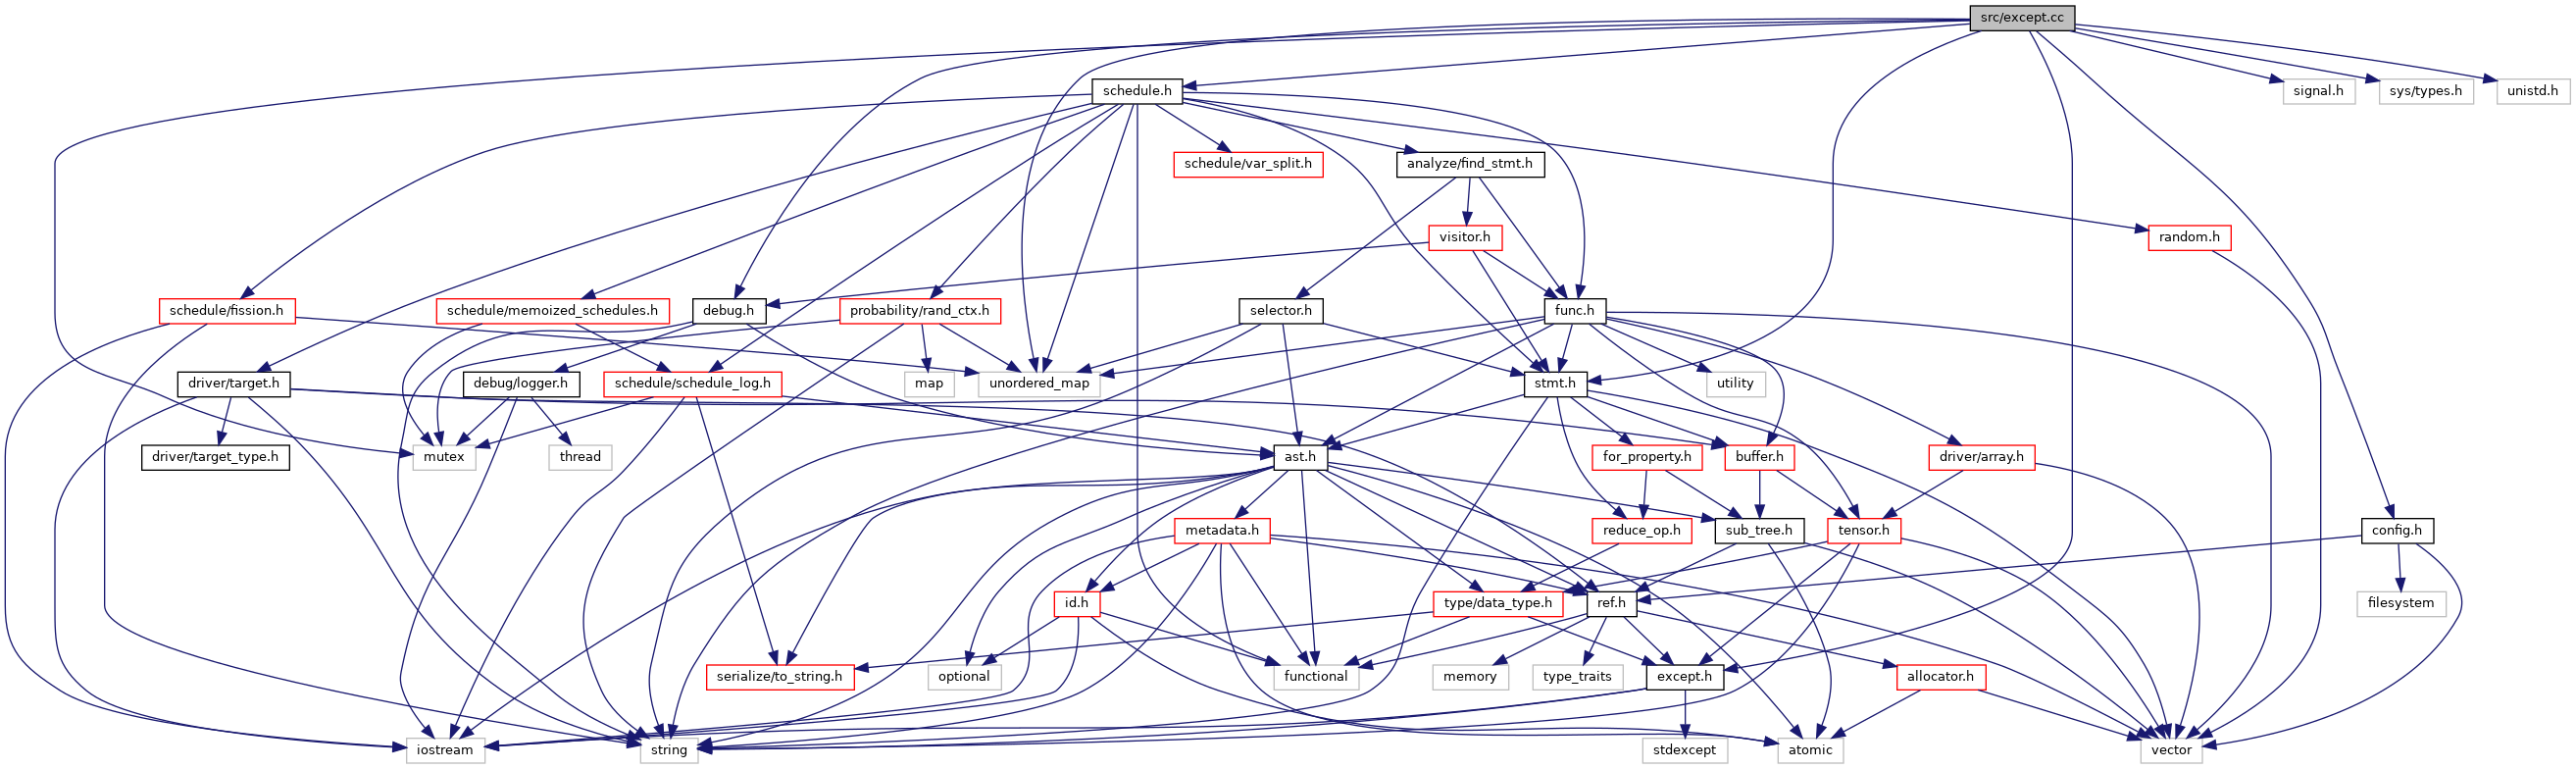 src/except.cc
schedule.h
signal.h
sys/types.h
unistd.h
schedule/var_split.h
analyze/find_stmt.h
visitor.h
random.h
schedule/fission.h
schedule/memoized_schedules.h
debug.h
probability/rand_ctx.h
selector.h
func.h
driver/target.h
debug/logger.h
schedule/schedule_log.h
map
unordered_map
stmt.h
utility
driver/target_type.h
mutex
thread
ast.h
for_property.h
buffer.h
driver/array.h
metadata.h
reduce_op.h
sub_tree.h
tensor.h
config.h
id.h
type/data_type.h
ref.h
filesystem
serialize/to_string.h
optional
functional
memory
type_traits
except.h
allocator.h
iostream
string
stdexcept
atomic
vector